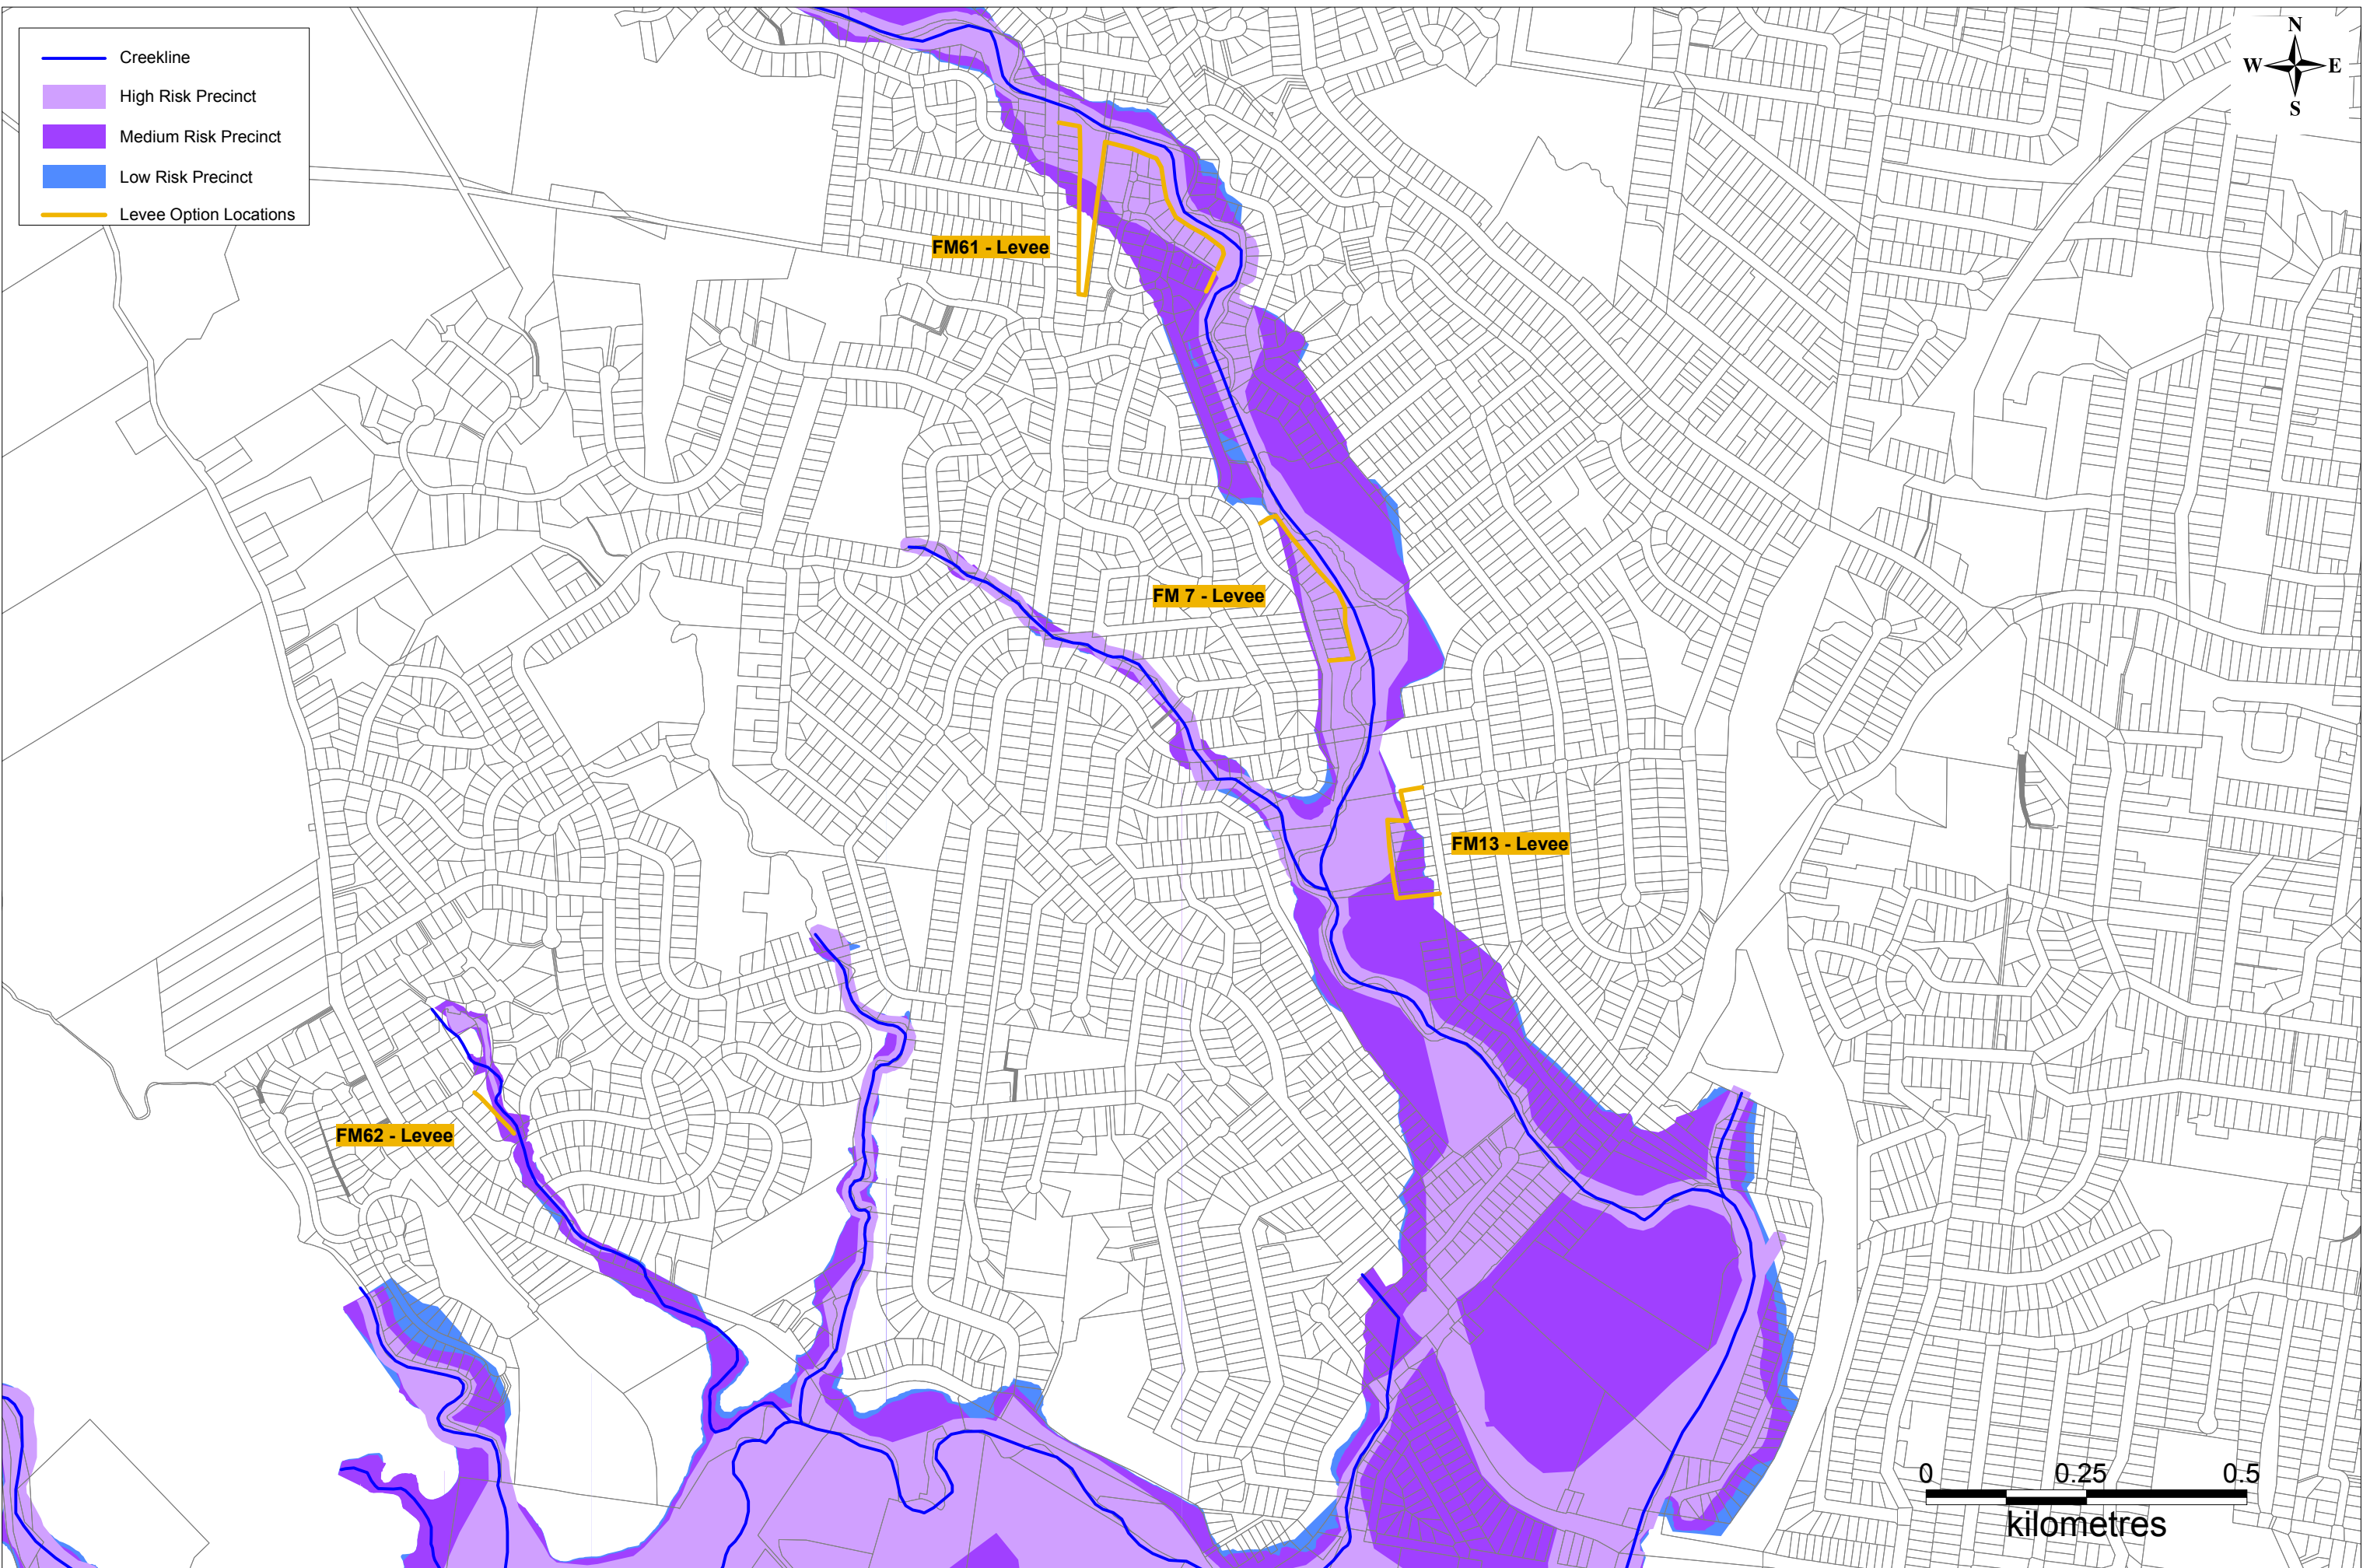 Creekline
High Risk Precinct
Medium Risk Precinct
Low Risk Precinct
Levee Option Locations
N
W E
S
FM61 - Levee
FM 7 - Levee
FM13 - Levee
FM62 - Levee
0 0.25 0.5
kilometres